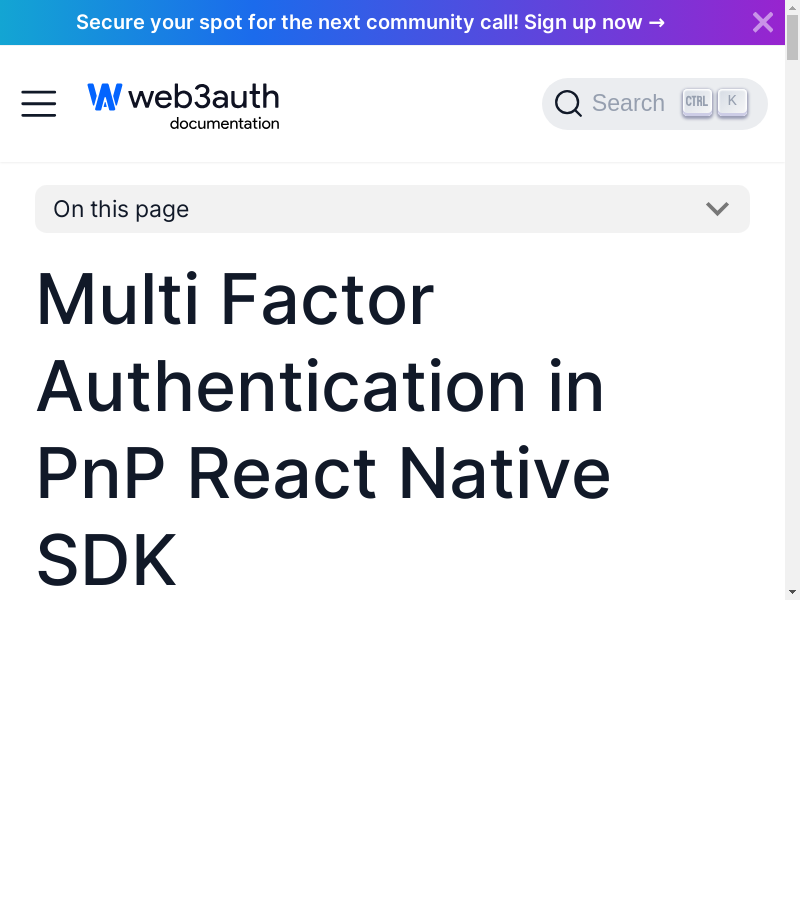 Secure your spot for the next community call! Sign up now →
web3auth
documentation
Search CTRL K
On this page
Multi Factor
Authentication in
PnP React Native
SDK